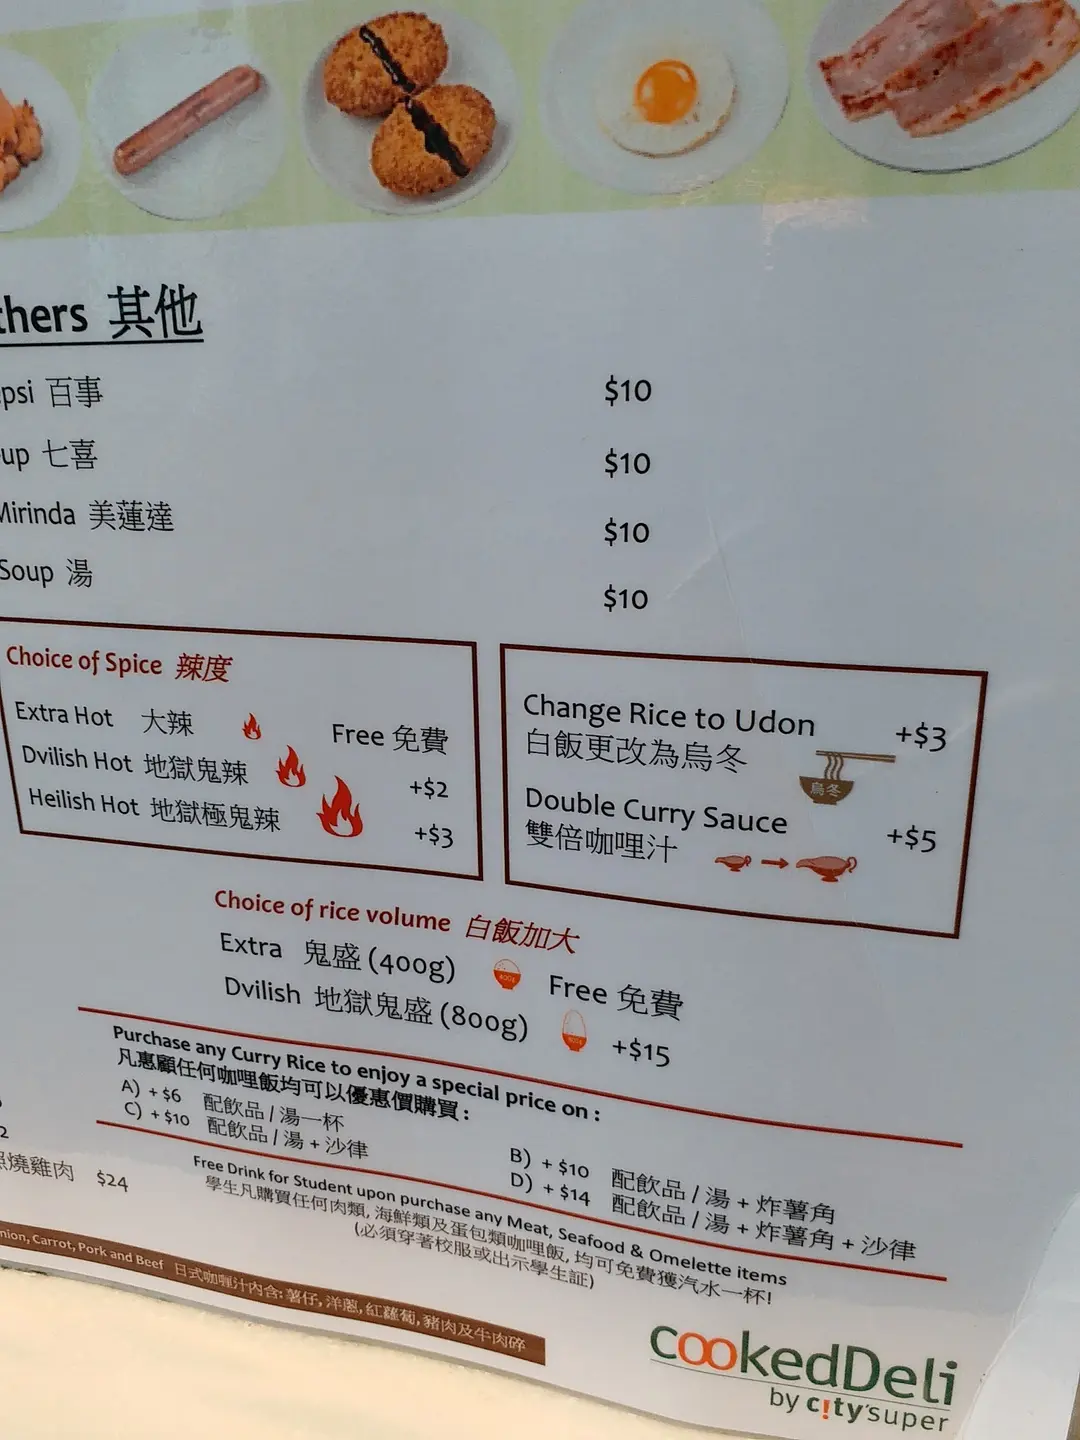 thers 其他
psi 百事 $10
up 七喜 $10
Mirinda 美蓮達 $10
Soup 湯 $10
Choice of Spice 辣度
Extra Hot 大辣 Free 免費
Dvilish Hot 地獄鬼辣 +$2
Heilish Hot 地獄極鬼辣 +$3
Change Rice to Udon +$3
白飯更改為烏冬
烏冬
Double Curry Sauce +$5
雙倍咖哩汁
Choice of rice volume 白飯加大
Extra 鬼盛 (400g) Free 免費
Dvilish 地獄鬼盛 (800g) +$15
Purchase any Curry Rice to enjoy a special price on :
凡惠顧任何咖哩飯均可以優惠價購買 :
A) + $6 配飲品 / 湯一杯
B) + $10 配飲品 / 湯 + 炸薯角
C) + $10 配飲品 / 湯 + 沙律
D) + $14 配飲品 / 湯 + 炸薯角 + 沙律
2
燒雞肉 $24
Free Drink for Student upon purchase any Meat, Seafood & Omelette items
學生凡購買任何肉類, 海鮮類及蛋包類咖哩飯, 均可免費獲汽水一杯!
(必須穿著校服或出示學生証)
nion, Carrot, Pork and Beef 日式咖喱汁內含: 薯仔, 洋蔥, 紅蘿蔔, 豬肉及牛肉碎
cookedDeli
by city'super